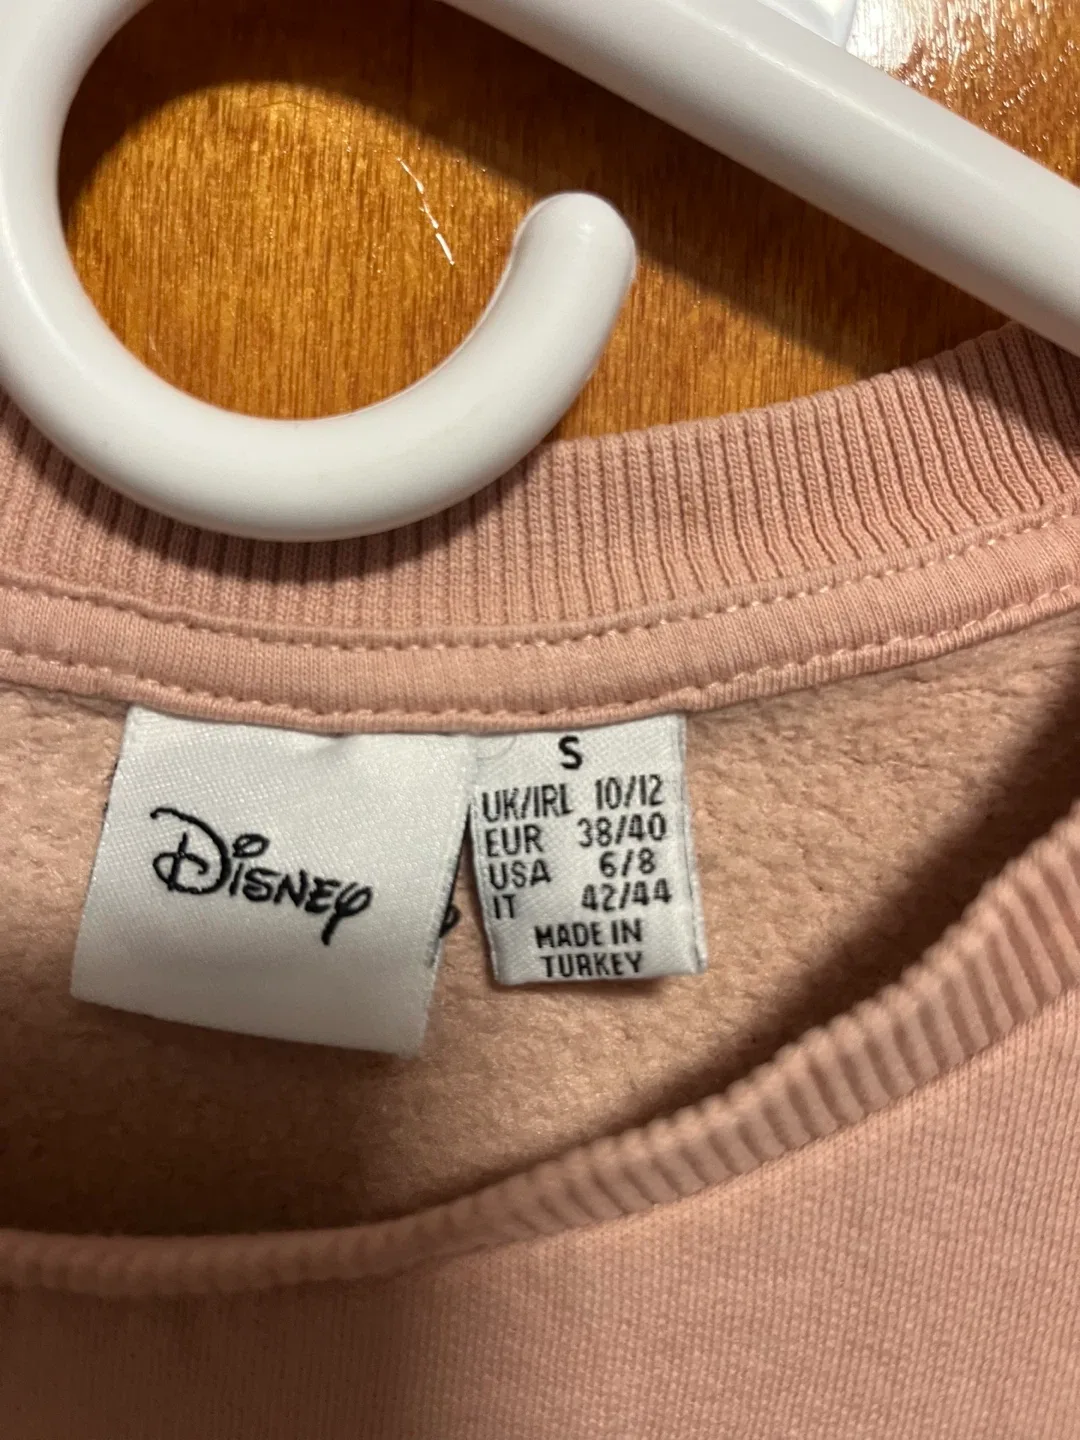 Disney
S
UK/IRL 10/12
EUR 38/40
USA 6/8
IT 42/44
MADE IN
TURKEY